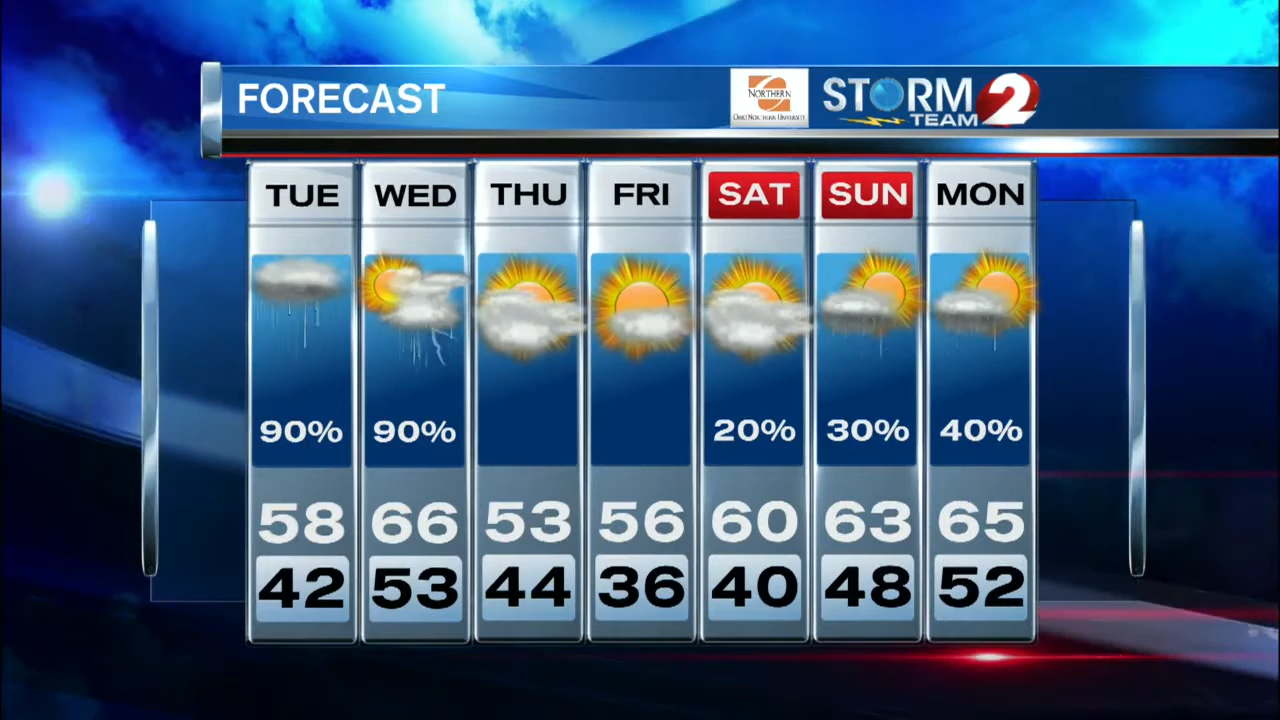 FORECAST
NORTHERN
OHIO NORTHERN UNIVERSITY
STORM
TEAM 2
TUE WED THU FRI SAT SUN MON
90% 90% 20% 30% 40%
58 66 53 56 60 63 65
42 53 44 36 40 48 52